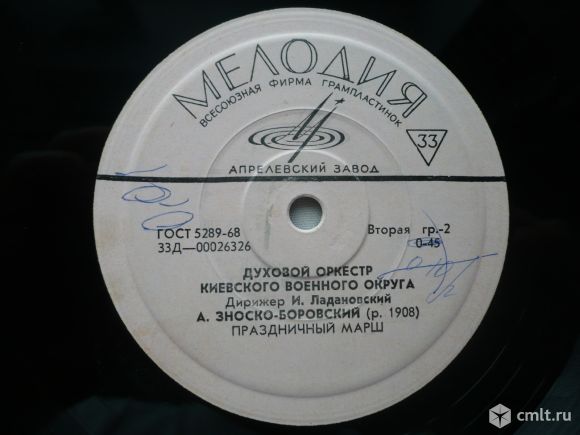 МЕЛОДИЯ
ВСЕСОЮЗНАЯ ФИРМА ГРАМПЛАСТИНОК
33
АПРЕЛЕВСКИЙ ЗАВОД
ГОСТ 5289-68
Вторая гр.-2
33Д—00026326
0-45
ДУХОВОЙ ОРКЕСТР
КИЕВСКОГО ВОЕННОГО ОКРУГА
Дирижер И. Ладановский
А. ЗНОСКО-БОРОВСКИЙ (р. 1908)
ПРАЗДНИЧНЫЙ МАРШ
cmlt.ru